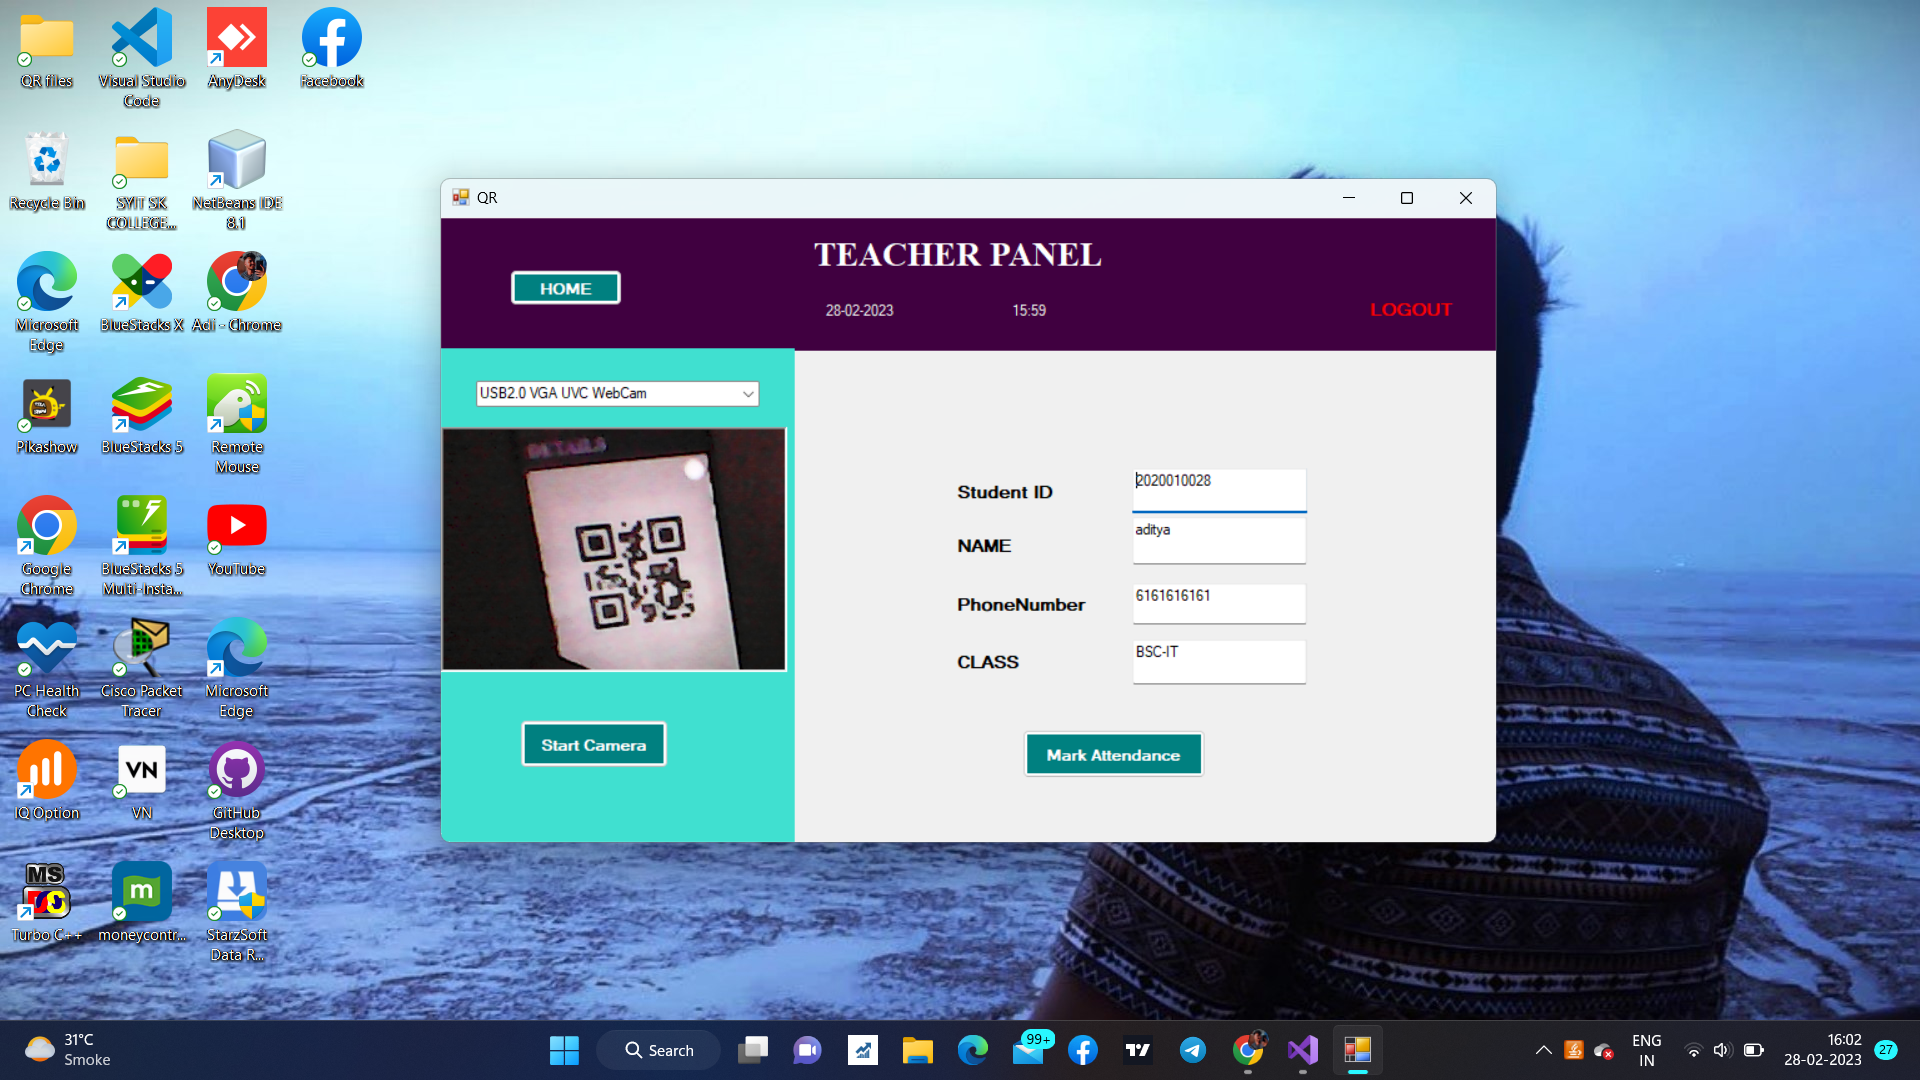 QR files
Visual Studio
Code
AnyDesk
Facebook
Recycle Bin
SYIT SK
COLLEGE...
NetBeans IDE
8.1
Microsoft
Edge
BlueStacks X
Adi - Chrome
Pikashow
BlueStacks 5
Remote
Mouse
Google
Chrome
BlueStacks 5
Multi-Insta...
YouTube
PC Health
Check
Cisco Packet
Tracer
Microsoft
Edge
IQ Option
VN
VN
GitHub
Desktop
MS
Turbo C++
m
moneycontr...
StarzSoft
Data R...
QR
TEACHER PANEL
HOME
28-02-2023
15:59
LOGOUT
USB2.0 VGA UVC WebCam
DETAILS
Start Camera
Student ID
2020010028
NAME
aditya
PhoneNumber
6161616161
CLASS
BSC-IT
Mark Attendance
31°C
Smoke
Search
99+
ENG
IN
16:02
28-02-2023
27